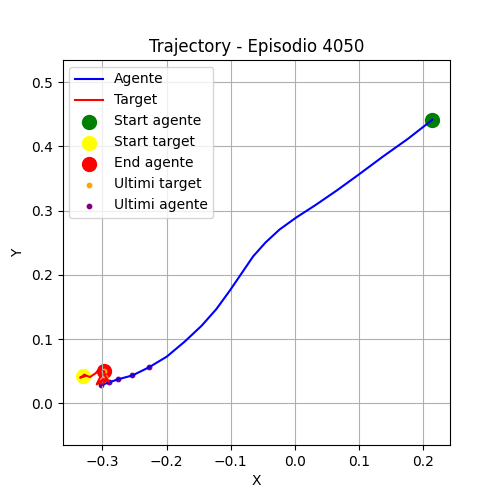 Trajectory - Episodio 4050
Agente
Target
Start agente
Start target
End agente
Ultimi target
Ultimi agente
0.5
0.4
0.3
0.2
0.1
0.0
Y
−0.3
−0.2
−0.1
0.0
0.1
0.2
X